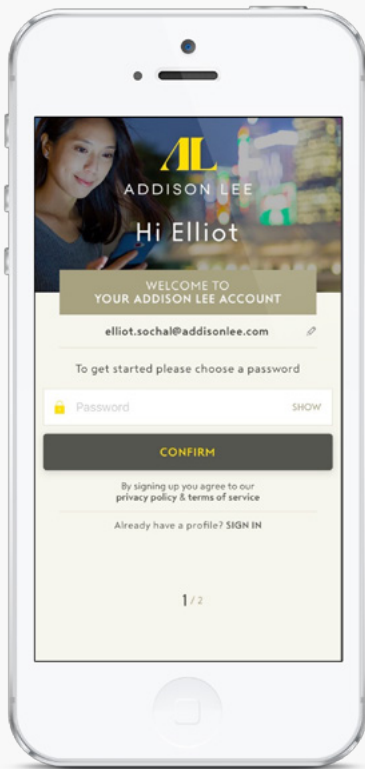 AL
ADDISON LEE
Hi Elliot
WELCOME TO
YOUR ADDISON LEE ACCOUNT
elliot.sochal@addisonlee.com
To get started please choose a password
Password SHOW
CONFIRM
By signing up you agree to our
privacy policy & terms of service
Already have a profile? SIGN IN
1 / 2